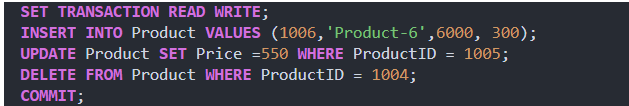 SET TRANSACTION READ WRITE;
INSERT INTO Product VALUES (1006,'Product-6',6000, 300);
UPDATE Product SET Price =550 WHERE ProductID = 1005;
DELETE FROM Product WHERE ProductID = 1004;
COMMIT;